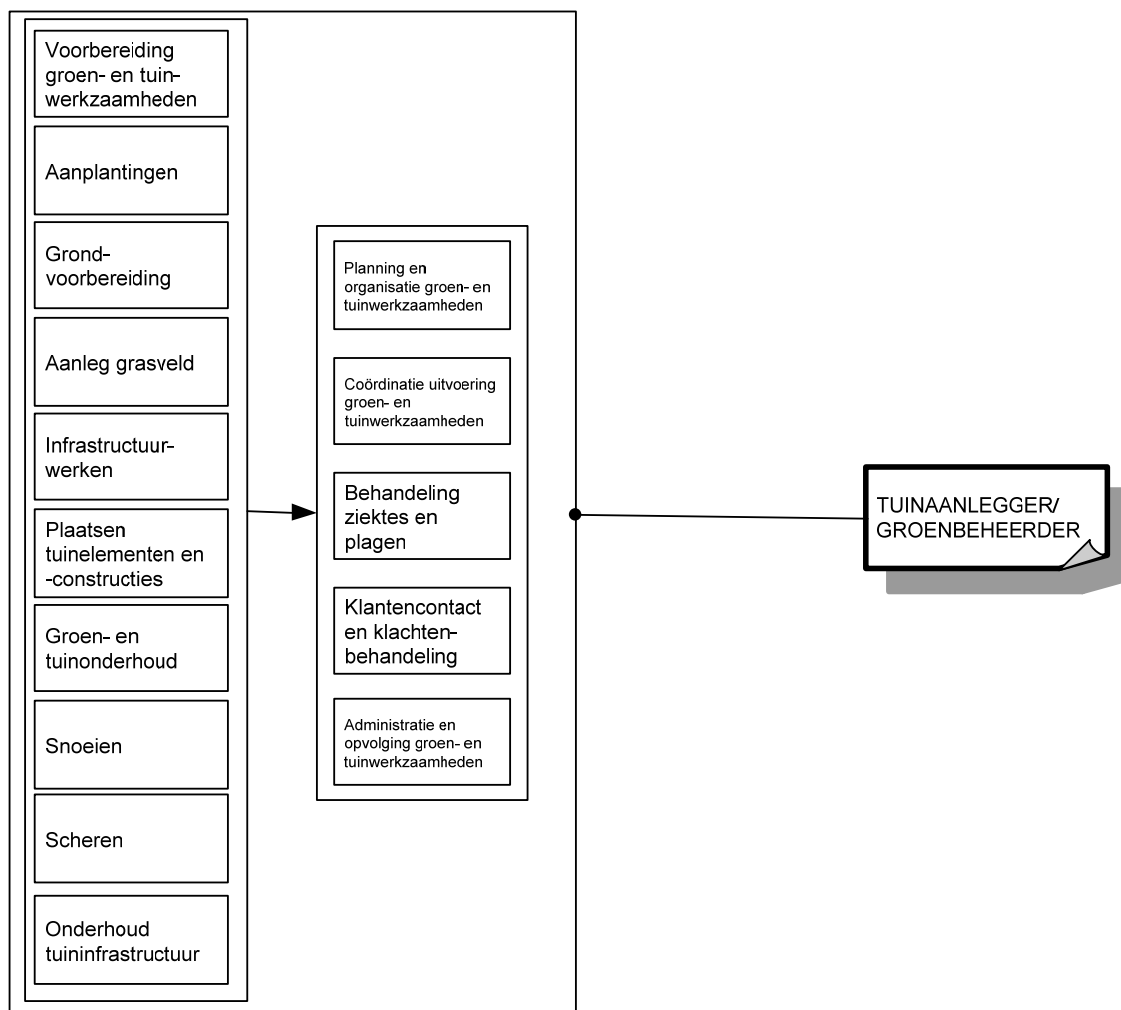 Voorbereiding
groen- en tuin-
werkzaamheden
Aanplantingen
Grond-
voorbereiding
Aanleg grasveld
Infrastructuur-
werken
Plaatsen
tuinelementen en
-constructies
Groen- en
tuinonderhoud
Snoeien
Scheren
Onderhoud
tuininfrastructuur
Planning en
organisatie groen- en
tuinwerkzaamheden
Coördinatie uitvoering
groen- en
tuinwerkzaamheden
Behandeling
ziektes en
plagen
Klantencontact
en klachten-
behandeling
Administratie en
opvolging groen- en
tuinwerkzaamheden
TUINAANLEGGER/
GROENBEHEERDER